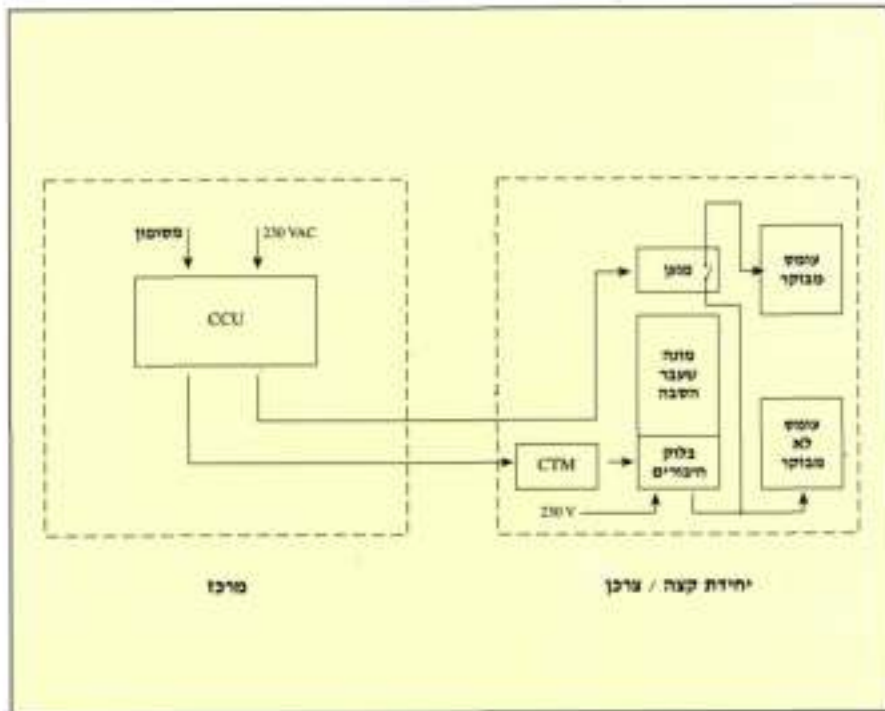 מסופון
230 VAC
CCU
מגען
עומס
מבוקר
מונה
שעבר
הסבה
בלוק
חיבורים
CTM
230 V
עומס
לא
מבוקר
מרכז
יחידת קצה / צרכן